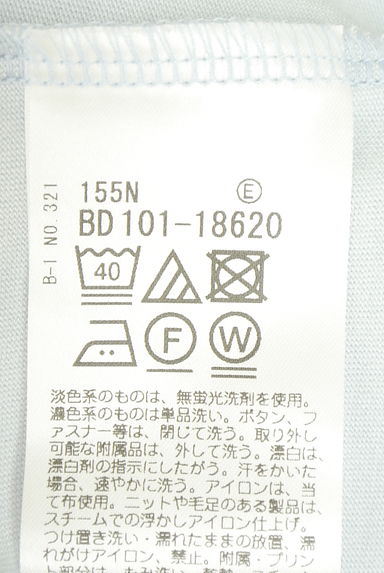 155N Ⓔ
BD 101-18620
B-I NO.321
40
F W
淡色系のものは、無蛍光洗剤を使用。
濃色系のものは単品洗い。ボタン、フ
ァスナー等は、閉じて洗う。取り外し
可能な附属品は、外して洗う。漂白は、
漂白剤の指示にしたがう。汗をかいた
場合、速やかに洗う。アイロンは、当
て布使用。ニットや毛足のある製品は、
スチームでの浮かしアイロン仕上げ。
つけ置き洗い・濡れたままの放置、濡
れがけアイロン、禁止。附属・プリン
ト部分は、